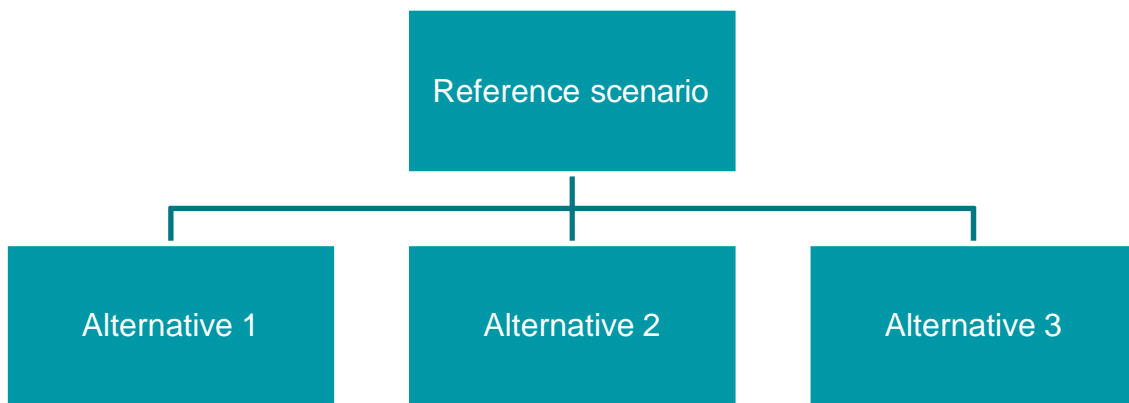 Reference scenario
Alternative 1
Alternative 2
Alternative 3